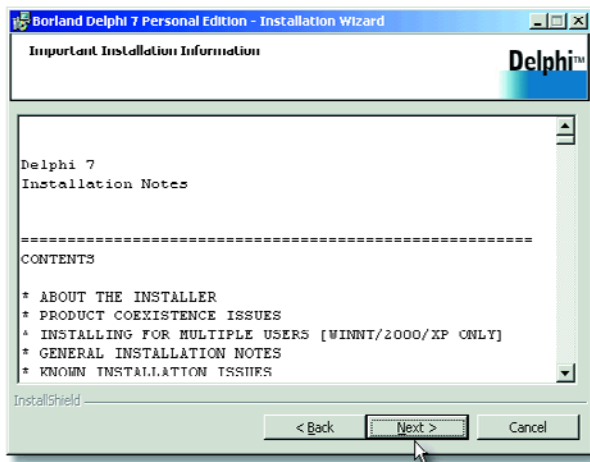 Borland Delphi 7 Personal Edition - Installation Wizard
Important Installation Information
Delphi™
Delphi 7
Installation Notes
=======================================================
CONTENTS
* ABOUT THE INSTALLER
* PRODUCT COEXISTENCE ISSUES
* INSTALLING FOR MULTIPLE USERS [WINNT/2000/XP ONLY]
* GENERAL INSTALLATION NOTES
* KNOWN INSTALLATION ISSUES
InstallShield
< Back Next > Cancel